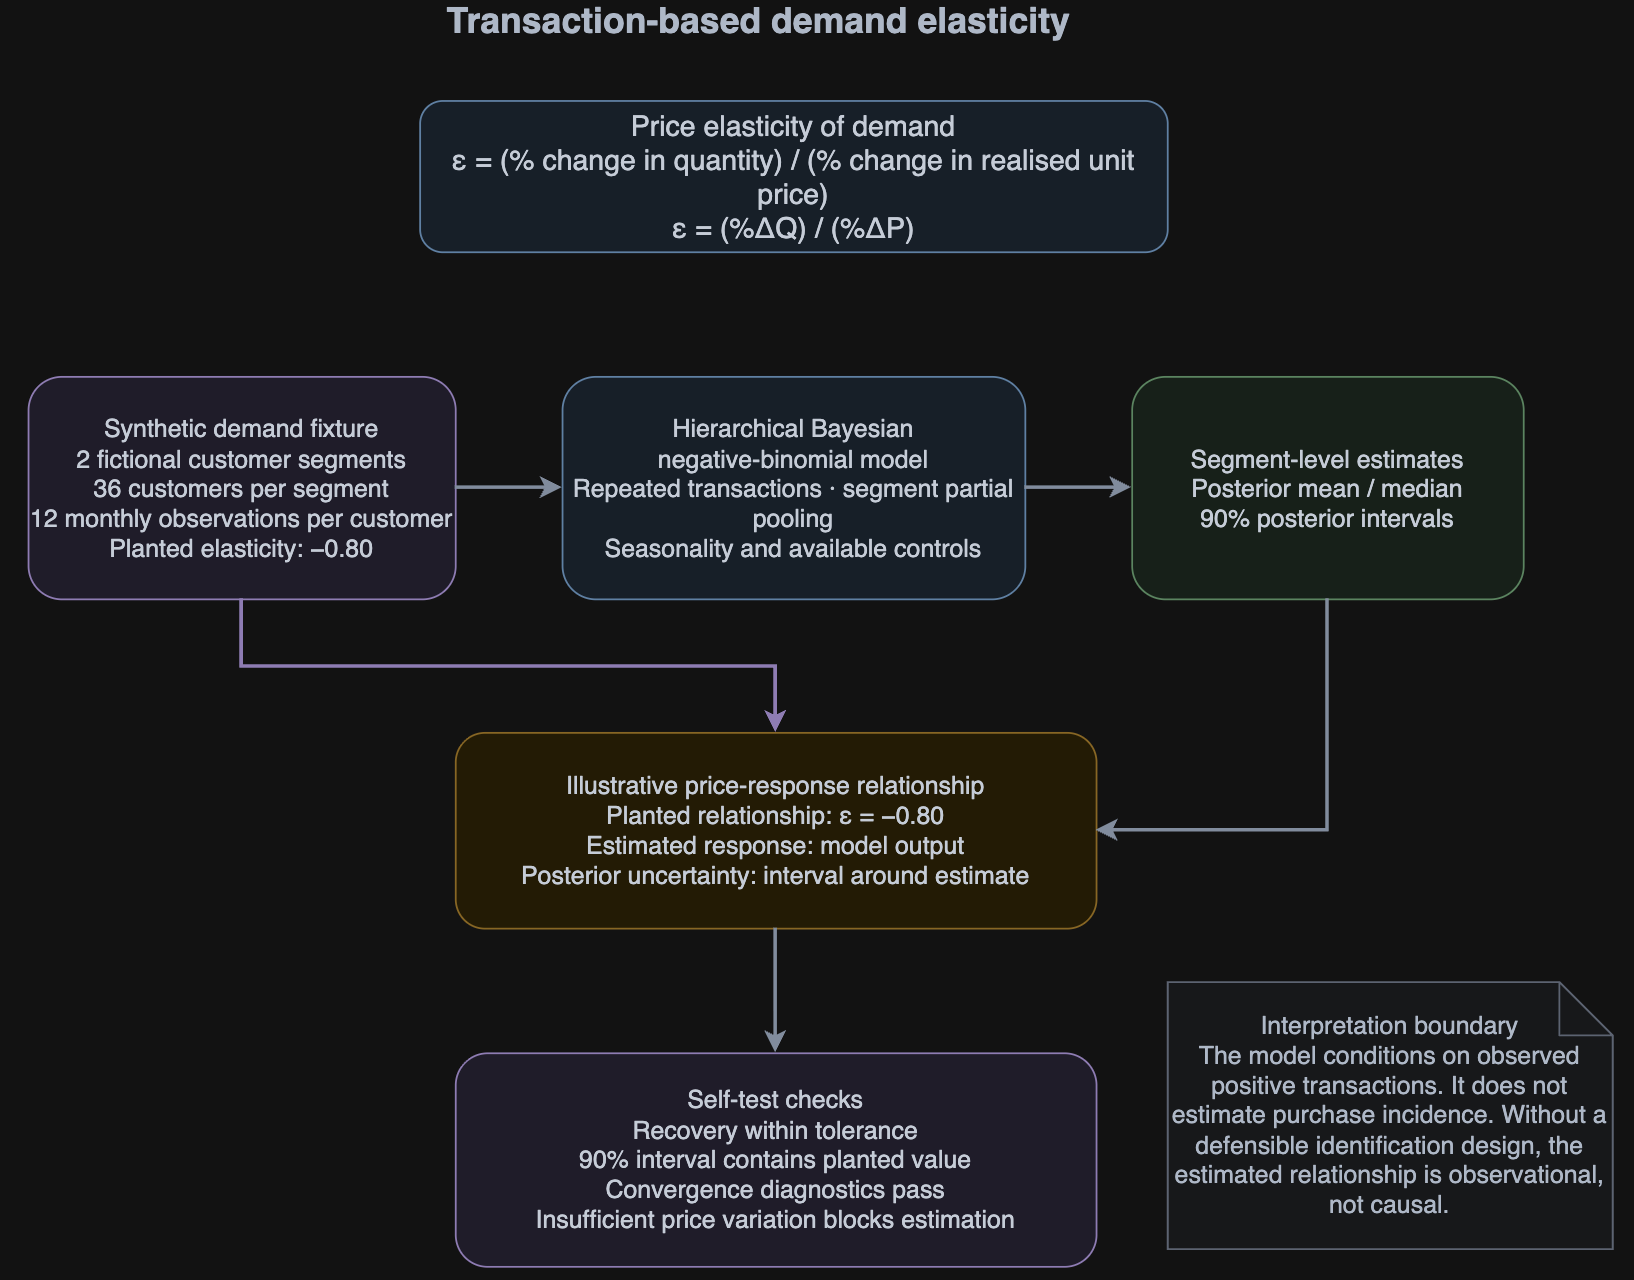 Transaction-based demand elasticity
Price elasticity of demand
ε = (% change in quantity) / (% change in realised unit
price)
ε = (%ΔQ) / (%ΔP)
Synthetic demand fixture
2 fictional customer segments
36 customers per segment
12 monthly observations per customer
Planted elasticity: −0.80
Hierarchical Bayesian
negative-binomial model
Repeated transactions · segment partial
pooling
Seasonality and available controls
Segment-level estimates
Posterior mean / median
90% posterior intervals
Illustrative price-response relationship
Planted relationship: ε = −0.80
Estimated response: model output
Posterior uncertainty: interval around estimate
Self-test checks
Recovery within tolerance
90% interval contains planted value
Convergence diagnostics pass
Insufficient price variation blocks estimation
Interpretation boundary
The model conditions on observed
positive transactions. It does not
estimate purchase incidence. Without a
defensible identification design, the
estimated relationship is observational,
not causal.